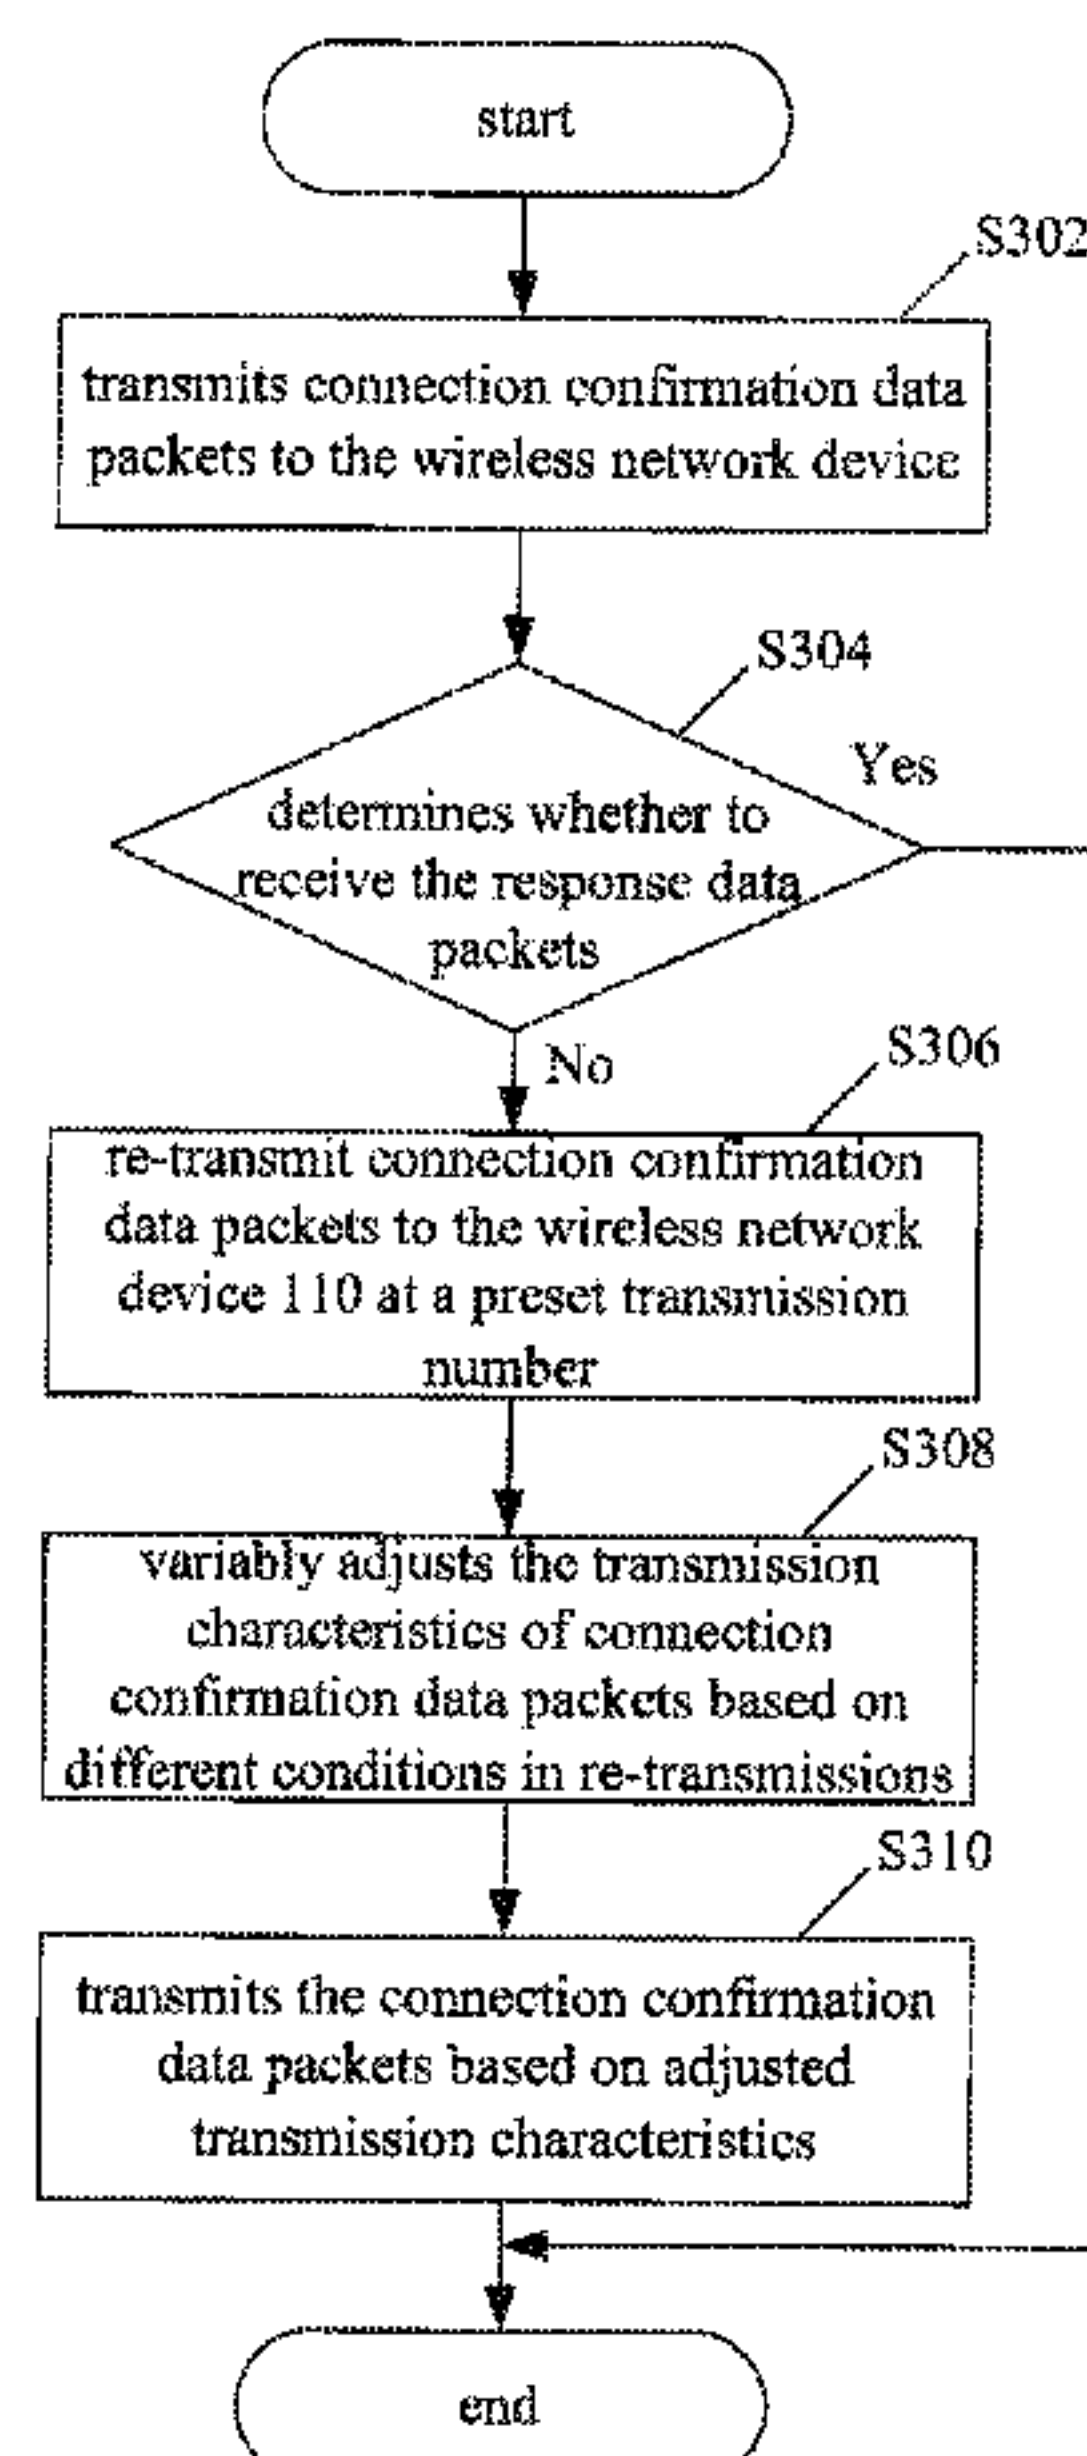 start
S302
transmits connection confirmation data
packets to the wireless network device
S304
Yes
determines whether to
receive the response data
packets
No
S306
re-transmit connection confirmation
data packets to the wireless network
device 110 at a preset transmission
number
S308
variably adjusts the transmission
characteristics of connection
confirmation data packets based on
different conditions in re-transmissions
S310
transmits the connection confirmation
data packets based on adjusted
transmission characteristics
end